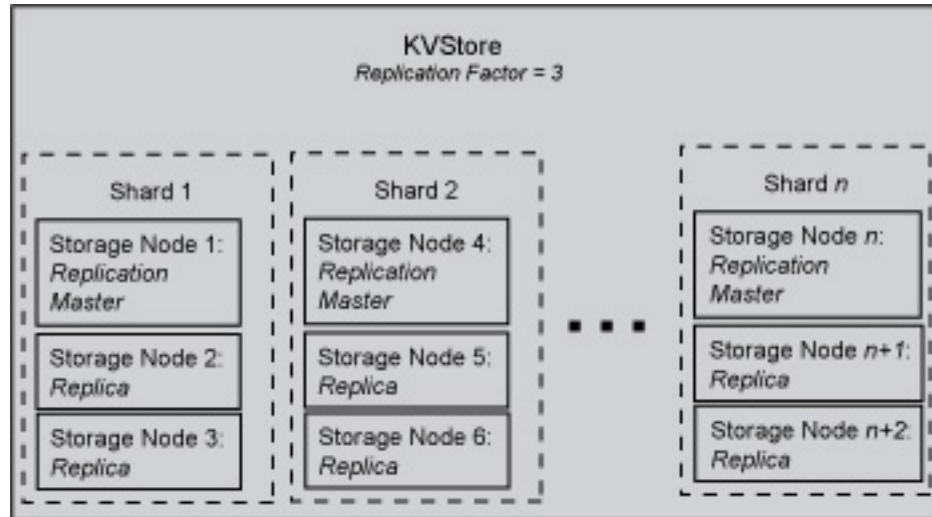 KVStore
Replication Factor = 3
Shard 1
Storage Node 1:
Replication
Master
Storage Node 2:
Replica
Storage Node 3:
Replica
Shard 2
Storage Node 4:
Replication
Master
Storage Node 5:
Replica
Storage Node 6:
Replica
Shard n
Storage Node n:
Replication
Master
Storage Node n+1:
Replica
Storage Node n+2:
Replica